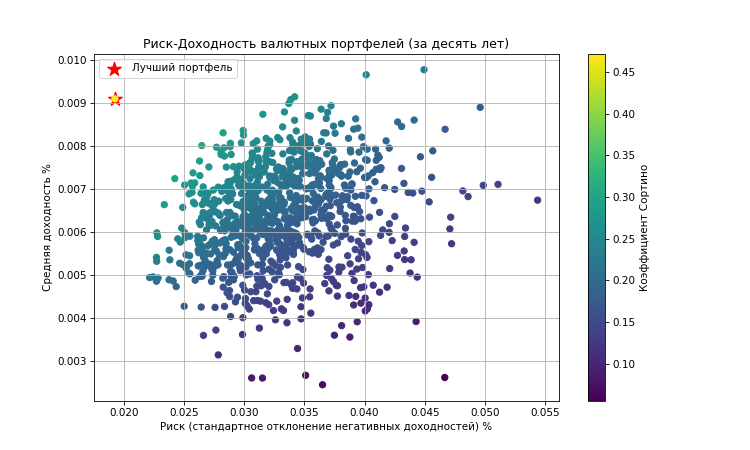 Риск-Доходность валютных портфелей (за десять лет)
Лучший портфель
Средняя доходность %
0.010
0.009
0.008
0.007
0.006
0.005
0.004
0.003
0.020 0.025 0.030 0.035 0.040 0.045 0.050 0.055
Риск (стандартное отклонение негативных доходностей) %
0.45
0.40
0.35
0.30
0.25
0.20
0.15
0.10
Коэффициент Сортино